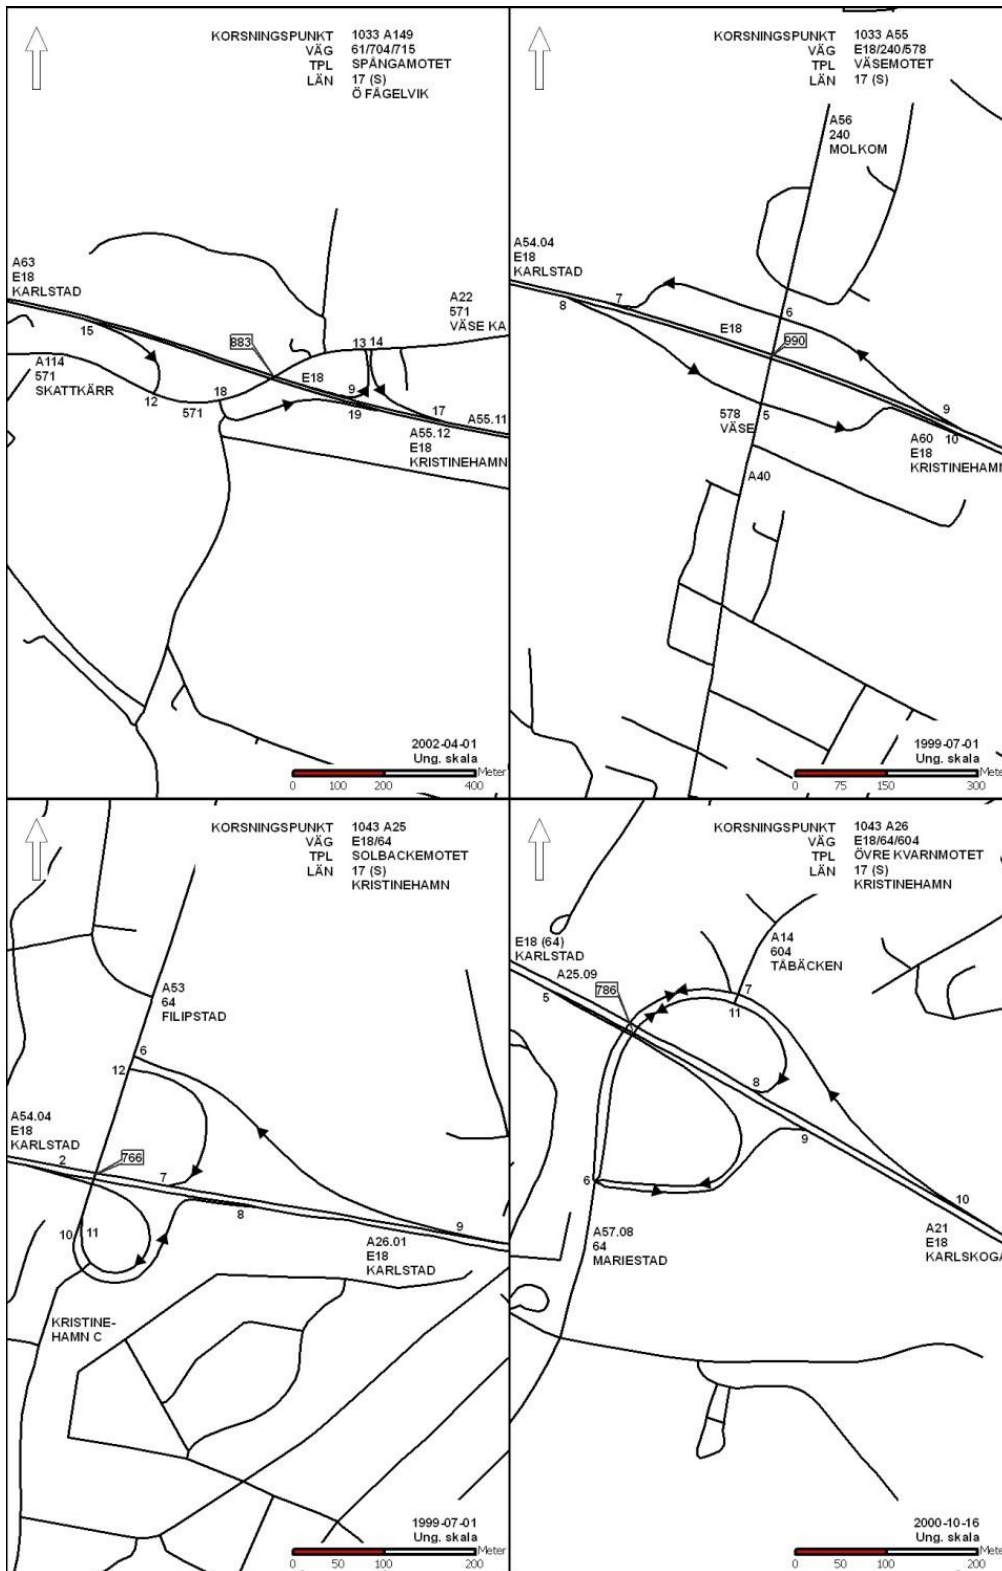 KORSNINGSPUNKT 1033 A149
VÄG 61/704/715
TPL SPÅNGAMOTET
LÄN 17 (S)
Ö FÅGELVIK
A63
E18
KARLSTAD
A22
571
VÄSE KA
15
883
13 14
E18
A114
571
SKATTKÄRR
12
18
571
9
19
17
A55.11
A55.12
E18
KRISTINEHAMN
2002-04-01
Ung. skala
Meter
0 100 200 400
KORSNINGSPUNKT 1033 A55
VÄG E18/240/578
TPL VÄSEMOTET
LÄN 17 (S)
A56
240
MOLKOM
A54.04
E18
KARLSTAD
8
7
6
E18
990
578
VÄSE
5
9
10
A60
E18
KRISTINEHAMN
A40
1999-07-01
Ung. skala
Meter
0 75 150 300
KORSNINGSPUNKT 1043 A25
VÄG E18/64
TPL SOLBACKEMOTET
LÄN 17 (S)
KRISTINEHAMN
A53
64
FILIPSTAD
6
12
A54.04
E18
KARLSTAD
2
766
7
8
9
10
11
A26.01
E18
KARLSTAD
KRISTINE-
HAMN C
1999-07-01
Ung. skala
Meter
0 50 100 200
KORSNINGSPUNKT 1043 A26
VÄG E18/64/604
TPL ÖVRE KVARNMOTET
LÄN 17 (S)
KRISTINEHAMN
E18 (64)
KARLSTAD
A25.09
5
786
A14
604
TÅBÄCKEN
7
11
8
9
6
10
A57.08
64
MARIESTAD
A21
E18
KARLSKOGA
2000-10-16
Ung. skala
Meter
0 50 100 200